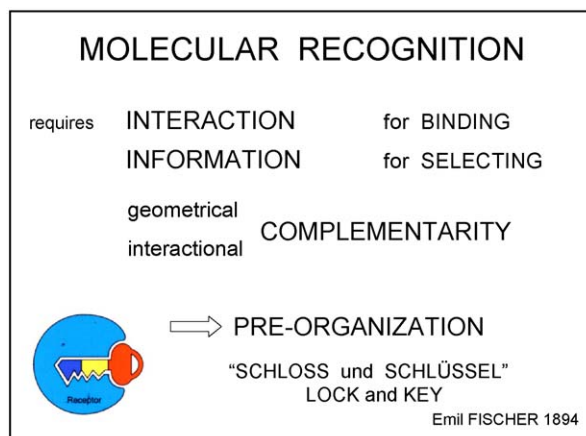 MOLECULAR RECOGNITION
requires INTERACTION for BINDING
INFORMATION for SELECTING
geometrical
interactional COMPLEMENTARITY
PRE-ORGANIZATION
"SCHLOSS und SCHLÜSSEL"
LOCK and KEY
Receptor
Emil FISCHER 1894